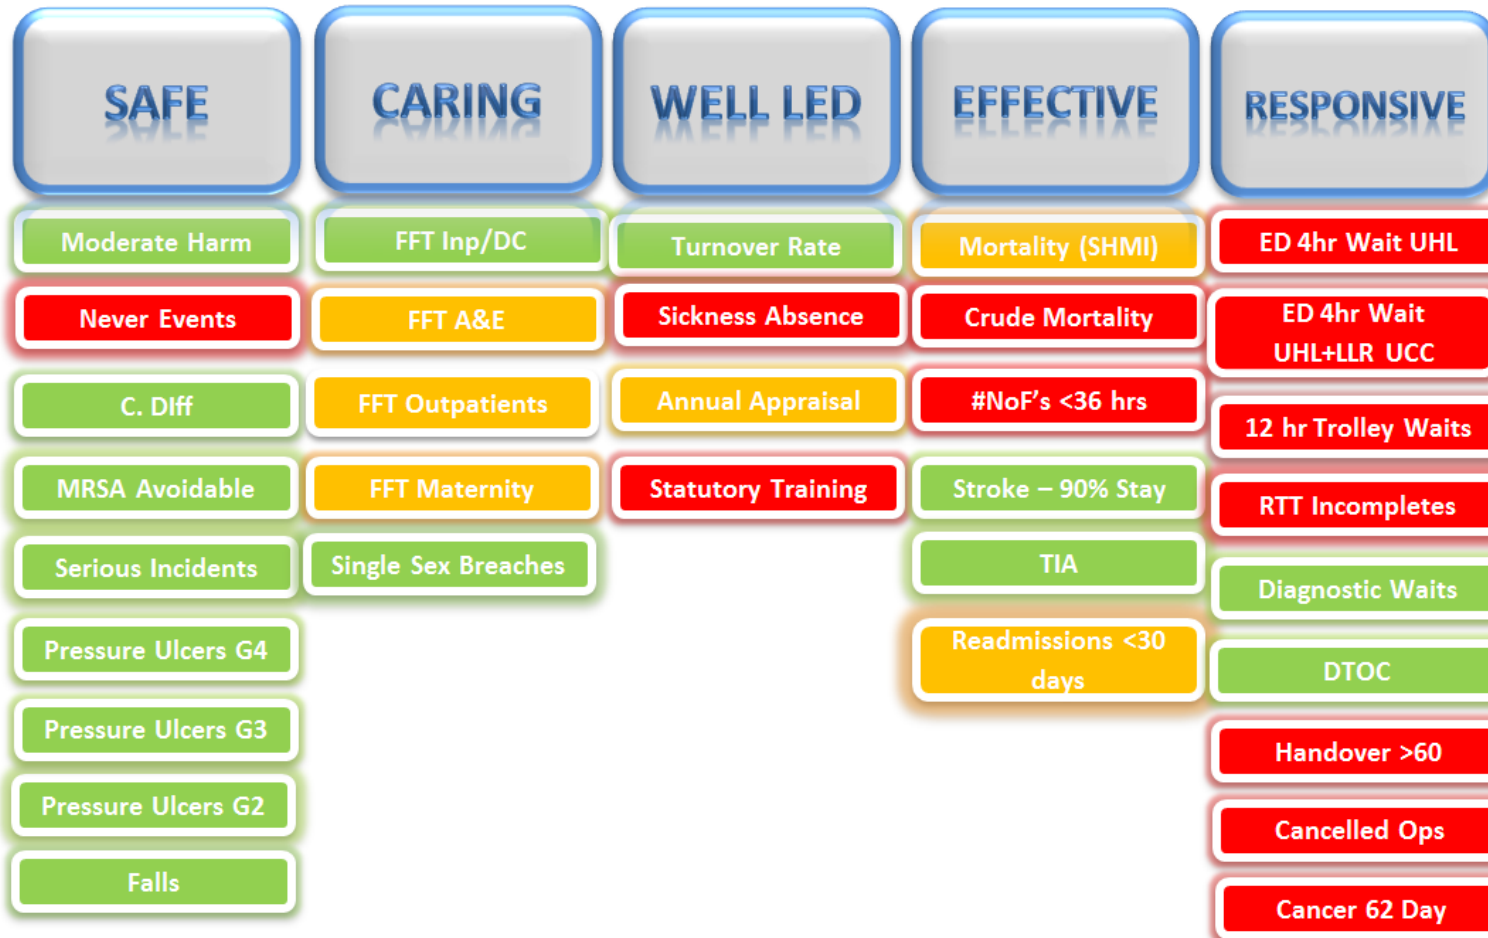 SAFE
Moderate Harm
Never Events
C. DIff
MRSA Avoidable
Serious Incidents
Pressure Ulcers G4
Pressure Ulcers G3
Pressure Ulcers G2
Falls
CARING
FFT Inp/DC
FFT A&E
FFT Outpatients
FFT Maternity
Single Sex Breaches
WELL LED
Turnover Rate
Sickness Absence
Annual Appraisal
Statutory Training
EFFECTIVE
Mortality (SHMI)
Crude Mortality
#NoF's <36 hrs
Stroke – 90% Stay
TIA
Readmissions <30
days
RESPONSIVE
ED 4hr Wait UHL
ED 4hr Wait
UHL+LLR UCC
12 hr Trolley Waits
RTT Incompletes
Diagnostic Waits
DTOC
Handover >60
Cancelled Ops
Cancer 62 Day